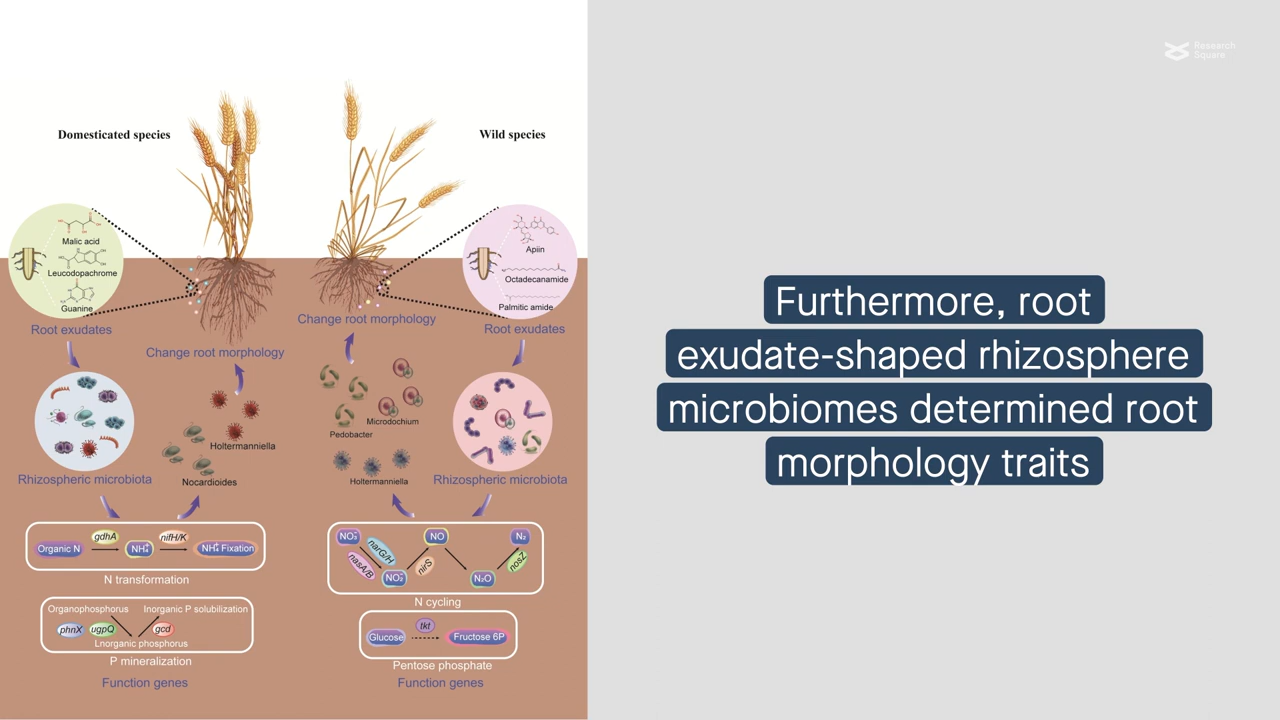 Research
Square
Domesticated species
Wild species
Malic acid
Leucodopachrome
Guanine
Root exudates
Apiin
Octadecanamide
Palmitic amide
Root exudates
Change root morphology
Change root morphology
Holtermanniella
Nocardioides
Rhizospheric microbiota
Microdochium
Pedobacter
Holtermanniella
Rhizospheric microbiota
Organic N
gdhA
NH₄⁺
nifH/K
NH₄⁺ Fixation
N transformation
Organophosphorus
Inorganic P solubilization
phnX
ugpQ
gcd
Lnorganic phosphorus
P mineralization
Function genes
NO₃⁻
narG/H
nasA/B
NO₂⁻
nirS
NO
N₂O
nosZ
N₂
N cycling
Glucose
tkt
Fructose 6P
Pentose phosphate
Function genes
Furthermore, root
exudate-shaped rhizosphere
microbiomes determined root
morphology traits